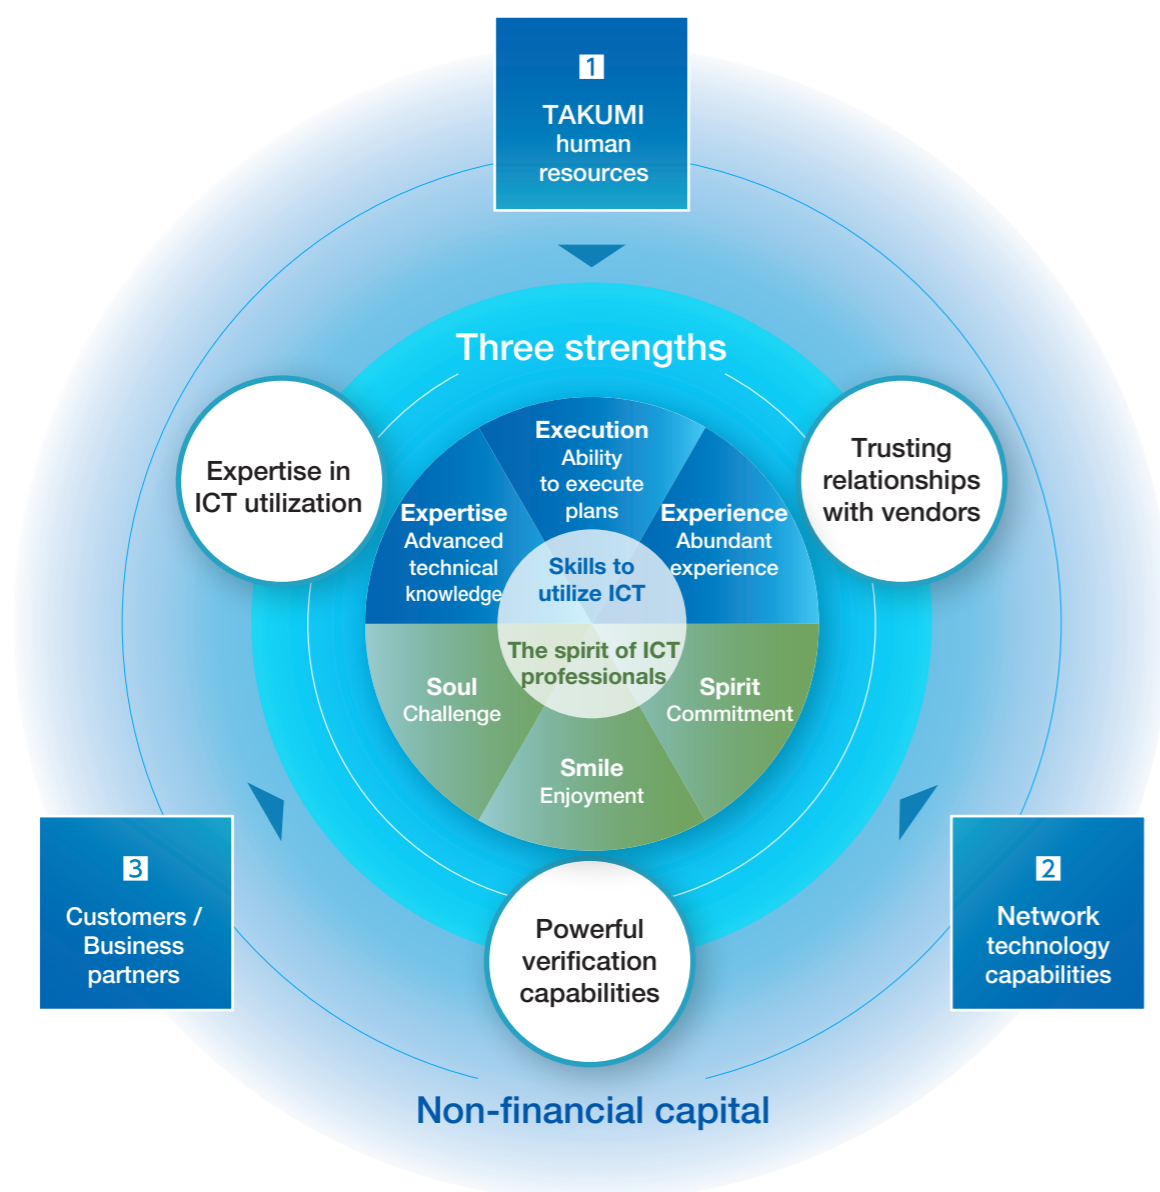 1
TAKUMI
human
resources
Three strengths
Expertise in
ICT utilization
Trusting
relationships
with vendors
Execution
Ability
to execute
plans
Expertise
Advanced
technical
knowledge
Experience
Abundant
experience
Skills to
utilize ICT
The spirit of ICT
professionals
Soul
Challenge
Spirit
Commitment
Smile
Enjoyment
3
Customers /
Business
partners
Powerful
verification
capabilities
2
Network
technology
capabilities
Non-financial capital